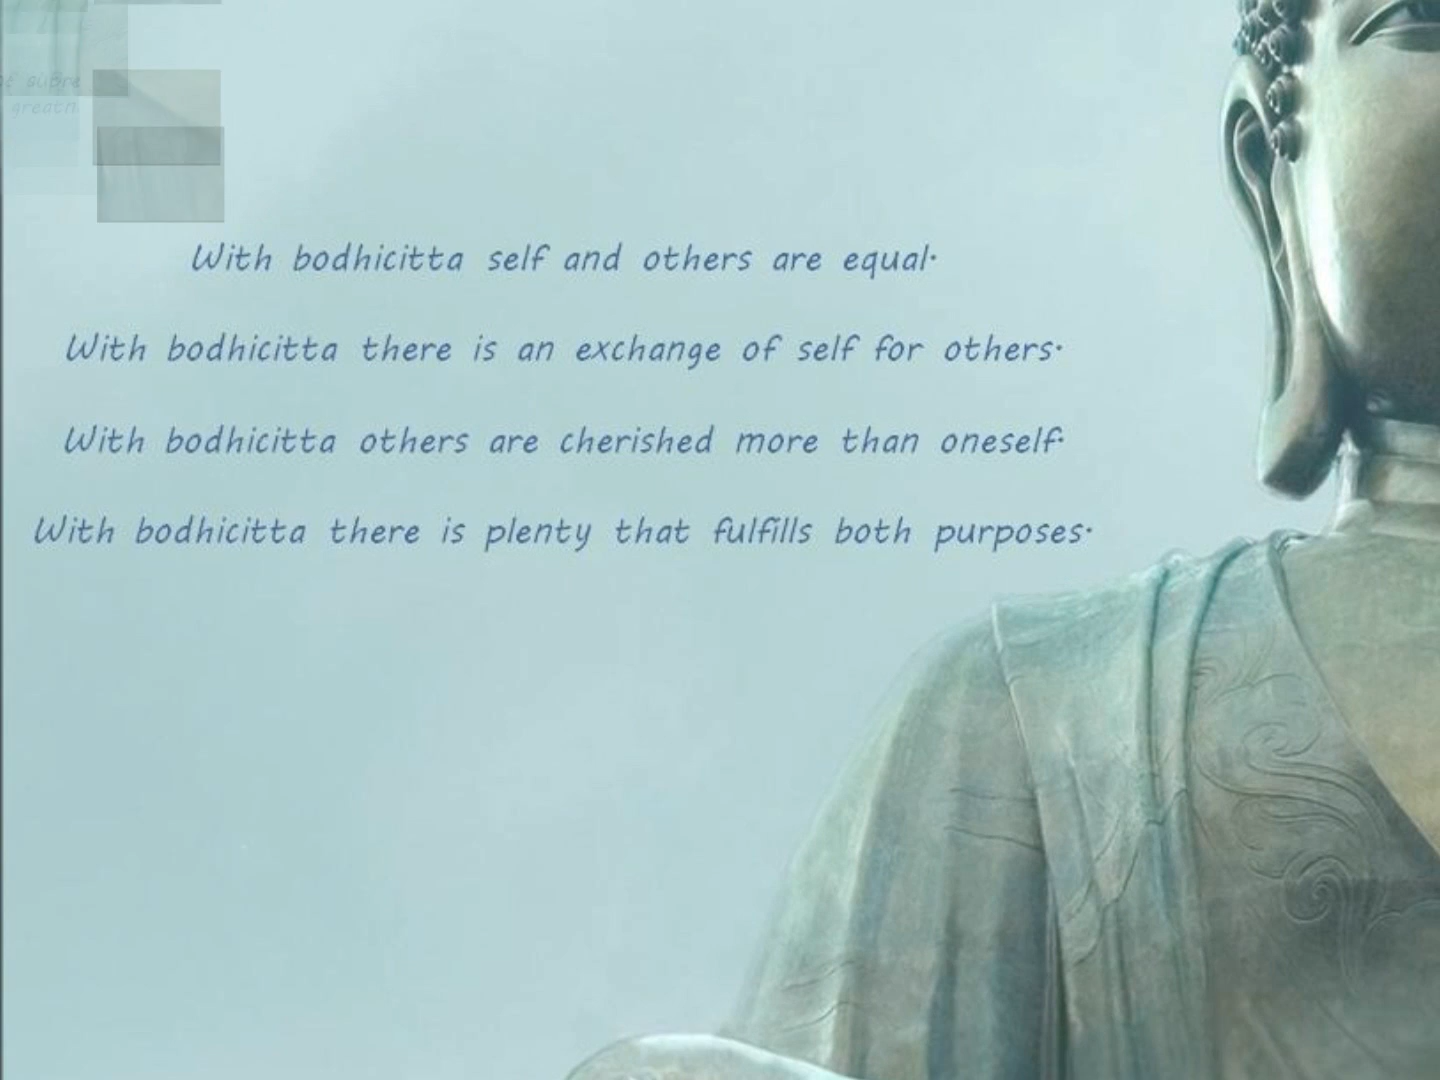 With bodhicitta self and others are equal.
With bodhicitta there is an exchange of self for others.
With bodhicitta others are cherished more than oneself.
With bodhicitta there is plenty that fulfills both purposes.